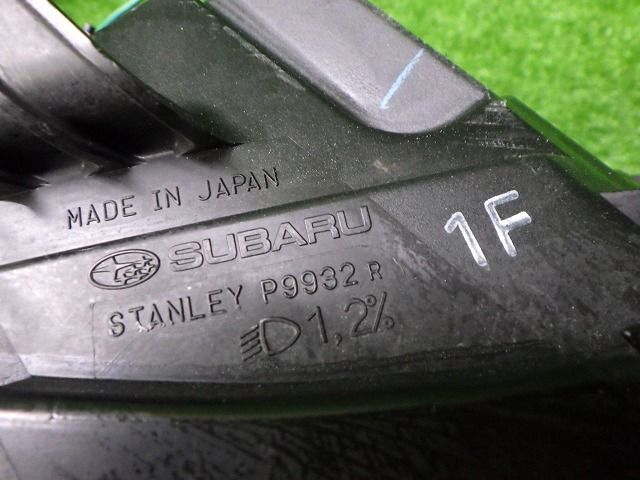 MADE IN JAPAN
SUBARU
1F
STANLEY P9932 R
1,2%